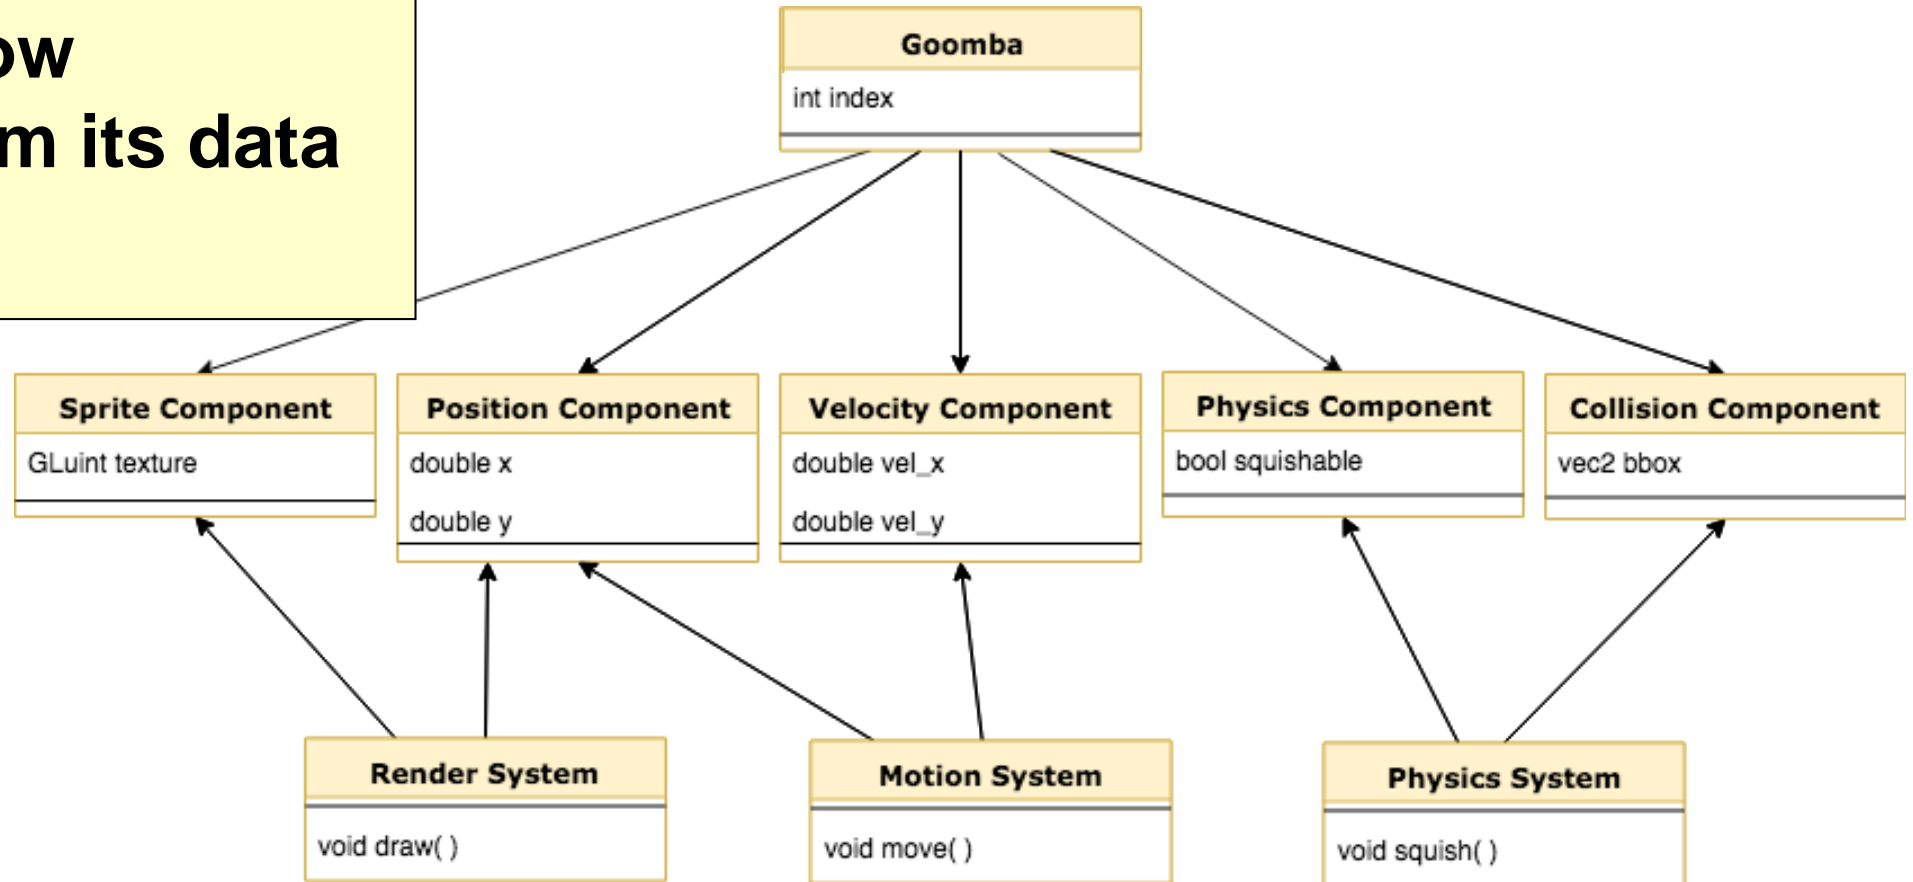 its data
Goomba
int index
Sprite Component
GLuint texture
Position Component
double x
double y
Velocity Component
double vel_x
double vel_y
Physics Component
bool squishable
Collision Component
vec2 bbox
Render System
void draw( )
Motion System
void move( )
Physics System
void squish( )